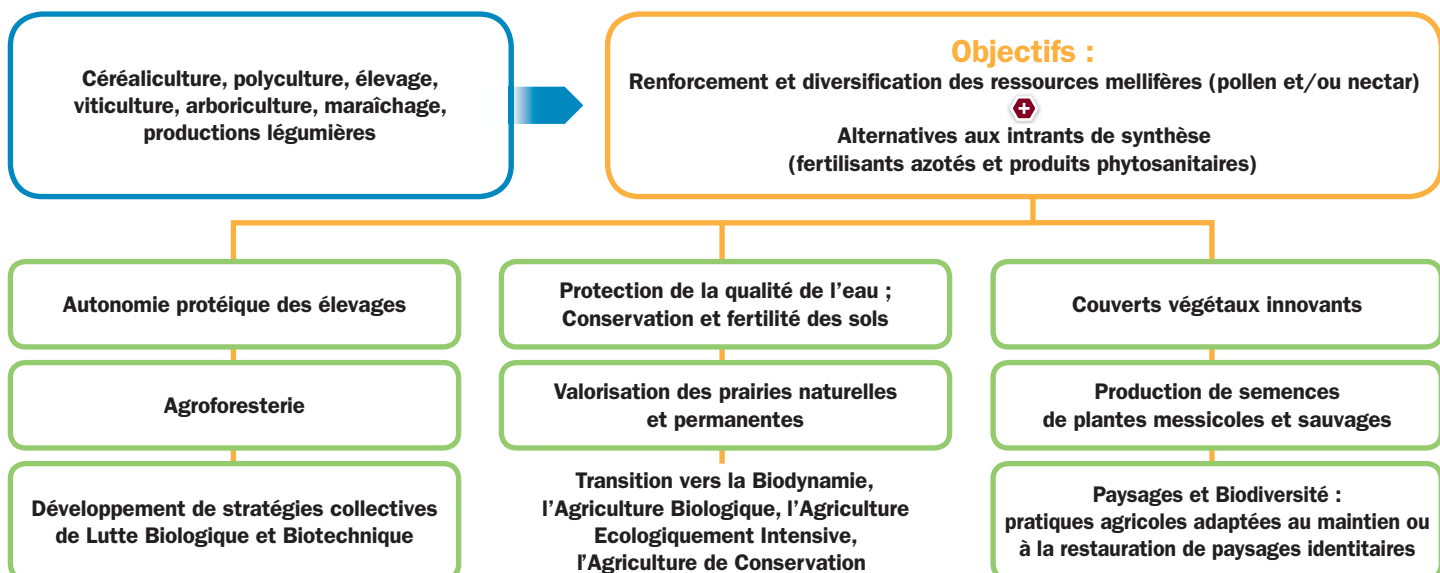 Céréaliculture, polyculture, élevage,
viticulture, arboriculture, maraîchage,
productions légumières
Objectifs :
Renforcement et diversification des ressources mellifères (pollen et/ou nectar)
+
Alternatives aux intrants de synthèse
(fertilisants azotés et produits phytosanitaires)
Autonomie protéique des élevages
Protection de la qualité de l’eau ;
Conservation et fertilité des sols
Couverts végétaux innovants
Agroforesterie
Valorisation des prairies naturelles
et permanentes
Production de semences
de plantes messicoles et sauvages
Développement de stratégies collectives
de Lutte Biologique et Biotechnique
Transition vers la Biodynamie,
l’Agriculture Biologique, l’Agriculture
Ecologiquement Intensive,
l’Agriculture de Conservation
Paysages et Biodiversité :
pratiques agricoles adaptées au maintien ou
à la restauration de paysages identitaires